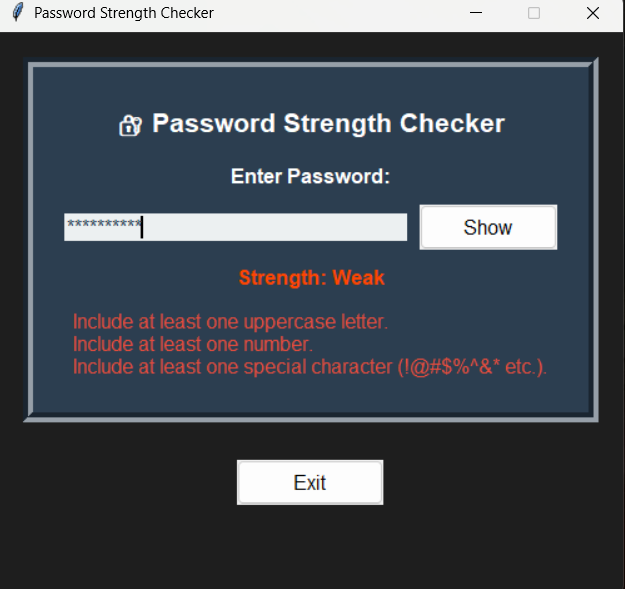 Password Strength Checker
🔐 Password Strength Checker
Enter Password:
**********
Show
Strength: Weak
Include at least one uppercase letter.
Include at least one number.
Include at least one special character (!@#$%^&* etc.).
Exit